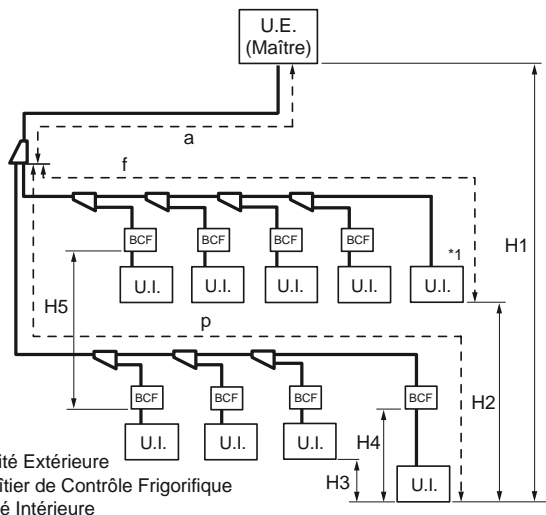 U.E.
(Maître)
a
f
BCF
BCF
BCF
BCF
*1
U.I.
U.I.
U.I.
U.I.
U.I.
H1
H5
p
H2
BCF
BCF
BCF
BCF
H4
U.I.
U.I.
U.I.
H3
U.I.
ité Extérieure
îtier de Contrôle Frigorifique
é Intérieure